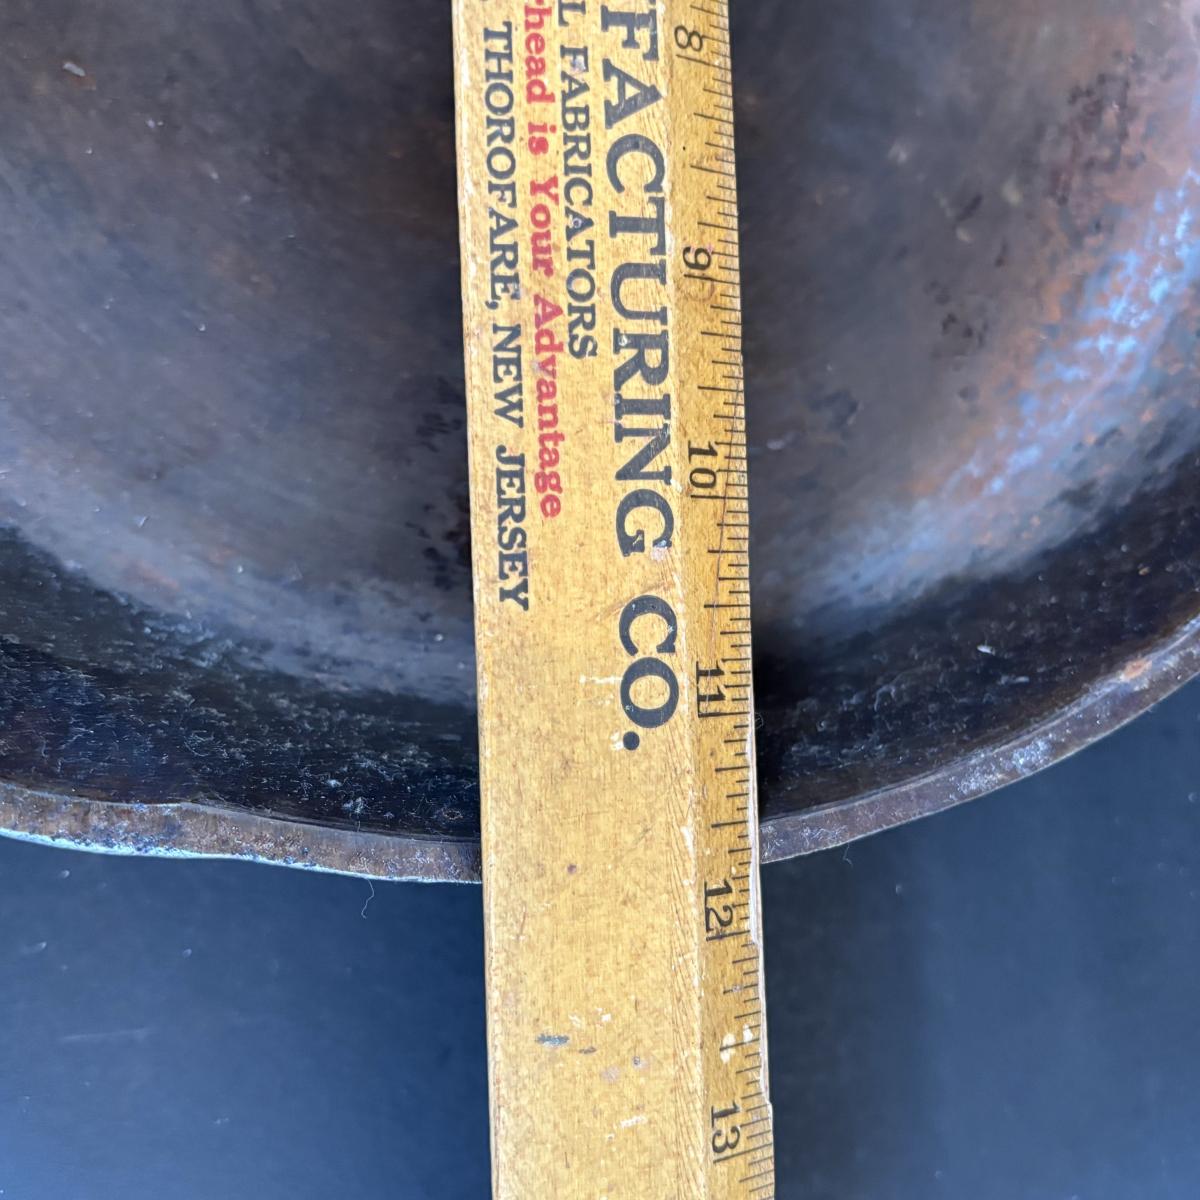 FACTURING CO.
FABRICATORS
head is Your Advantage
THOROFARE, NEW JERSEY
8
9
10
11
12
13